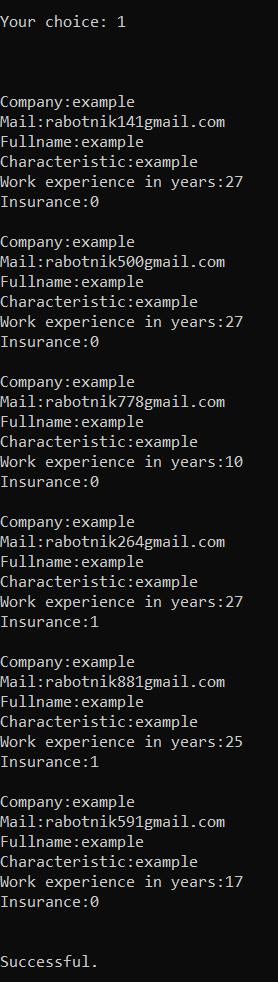 Your choice: 1
Company:example
Mail:rabotnik141gmail.com
Fullname:example
Characteristic:example
Work experience in years:27
Insurance:0
Company:example
Mail:rabotnik500gmail.com
Fullname:example
Characteristic:example
Work experience in years:27
Insurance:0
Company:example
Mail:rabotnik778gmail.com
Fullname:example
Characteristic:example
Work experience in years:10
Insurance:0
Company:example
Mail:rabotnik264gmail.com
Fullname:example
Characteristic:example
Work experience in years:27
Insurance:1
Company:example
Mail:rabotnik881gmail.com
Fullname:example
Characteristic:example
Work experience in years:25
Insurance:1
Company:example
Mail:rabotnik591gmail.com
Fullname:example
Characteristic:example
Work experience in years:17
Insurance:0
Successful.